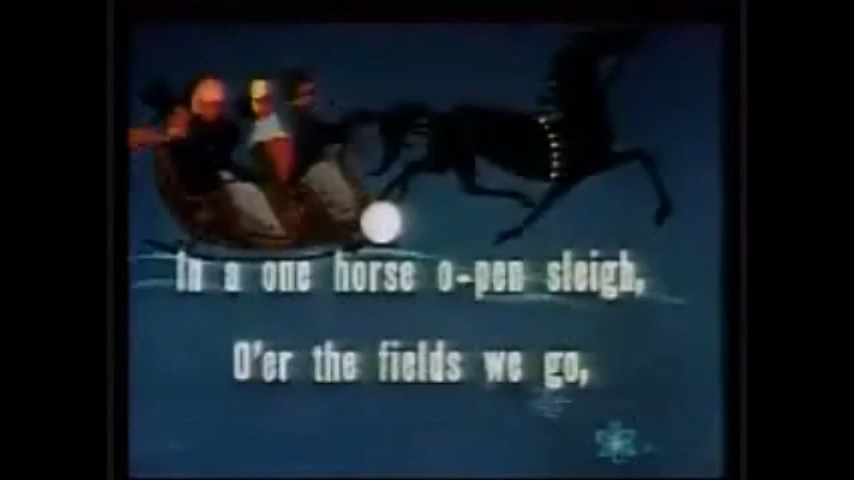 In a one horse o-pen sleigh,
O'er the fields we go,